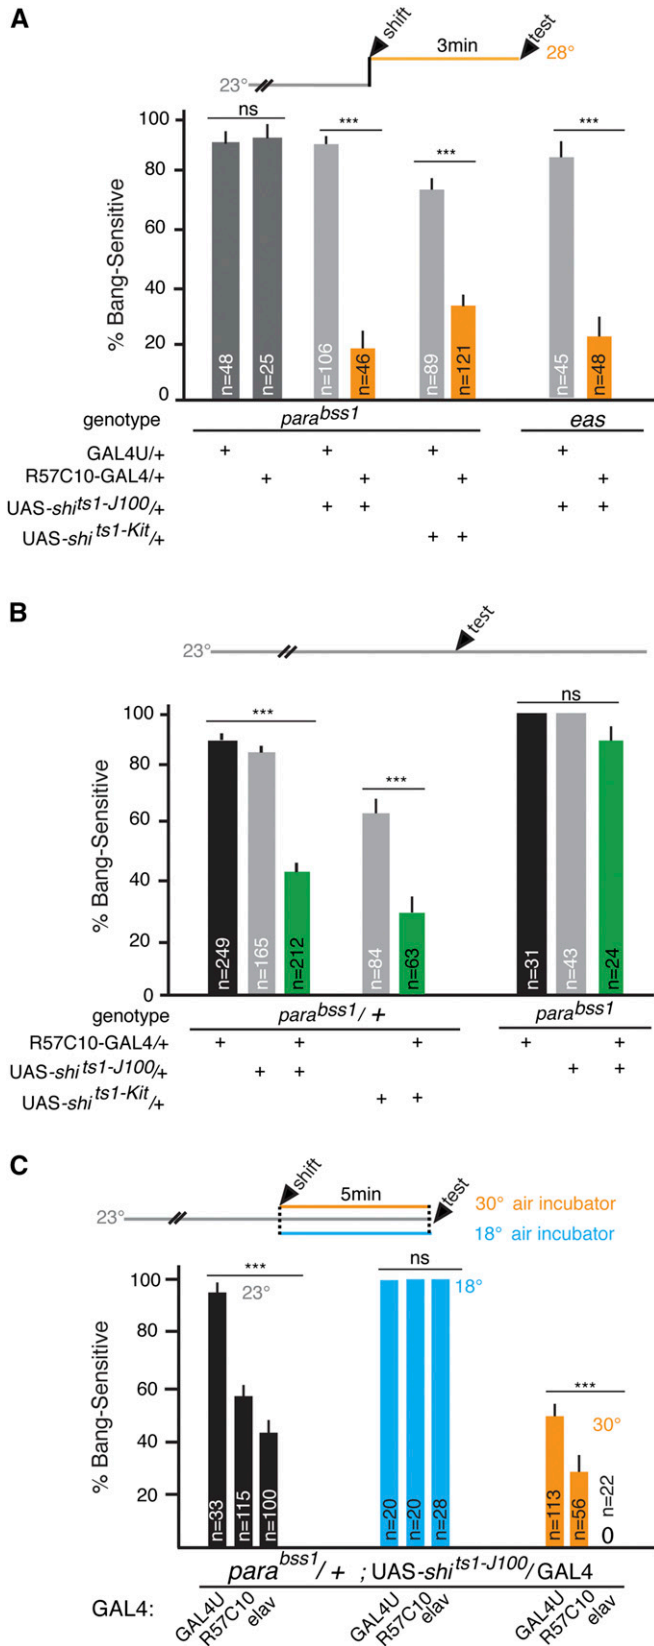 A
shift
test
3min
28°
23°
ns
***
***
***
100
80
60
40
20
0
% Bang-Sensitive
n=48
n=25
n=106
n=46
n=89
n=121
n=45
n=48
genotype
para^bss1
eas
GAL4U/+ + + + +
R57C10-GAL4/+ + + + +
UAS-shi^ts1-J100/+ + + + +
UAS-shi^ts1-Kit/+ + +
B
test
23°
***
***
ns
100
80
60
40
20
0
% Bang-Sensitive
n=249
n=165
n=212
n=84
n=63
n=31
n=43
n=24
genotype
para^bss1/+
para^bss1
R57C10-GAL4/+ + + + + +
UAS-shi^ts1-J100/+ + + + +
UAS-shi^ts1-Kit/+ + +
C
shift
5min
test
23°
30° air incubator
18° air incubator
***
23°
ns
18°
***
30°
100
80
60
40
20
% Bang-Sensitive
n=33
n=115
n=100
n=20
n=20
n=28
n=113
n=56
0
n=22
para^bss1/+ ; UAS-shi^ts1-J100/GAL4
GAL4:
GAL4U
R57C10
elav
GAL4U
R57C10
elav
GAL4U
R57C10
elav